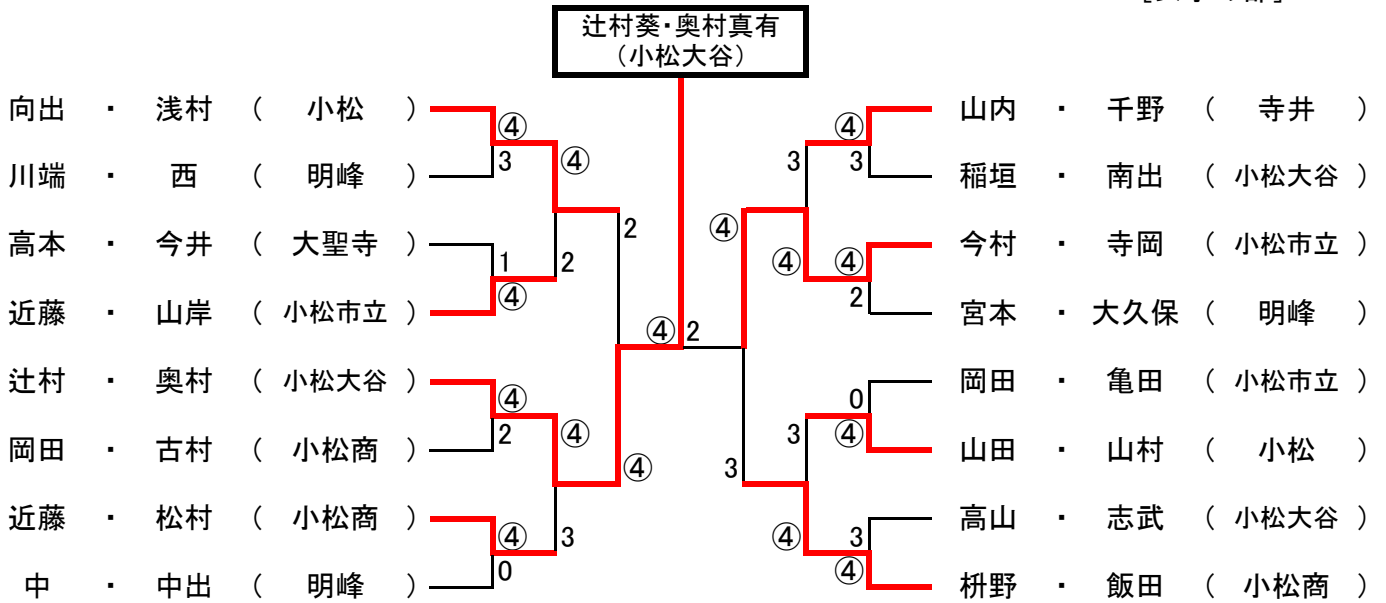 辻村葵・奥村真有
（小松大谷）
向出 ・ 浅村 （ 小松 ）
④
3
川端 ・ 西 （ 明峰 ）
④
高本 ・ 今井 （ 大聖寺 ）
1
④
2
近藤 ・ 山岸 （ 小松市立 ）
2
辻村 ・ 奥村 （ 小松大谷 ）
④
2
岡田 ・ 古村 （ 小松商 ）
④
④
近藤 ・ 松村 （ 小松商 ）
④
0
3
中 ・ 中出 （ 明峰 ）
④ 2
山内 ・ 千野 （ 寺井 ）
④
3
3
稲垣 ・ 南出 （ 小松大谷 ）
④
今村 ・ 寺岡 （ 小松市立 ）
④ ④
2
宮本 ・ 大久保 （ 明峰 ）
岡田 ・ 亀田 （ 小松市立 ）
0
④
3
山田 ・ 山村 （ 小松 ）
3
高山 ・ 志武 （ 小松大谷 ）
④
3
④
枡野 ・ 飯田 （ 小松商 ）